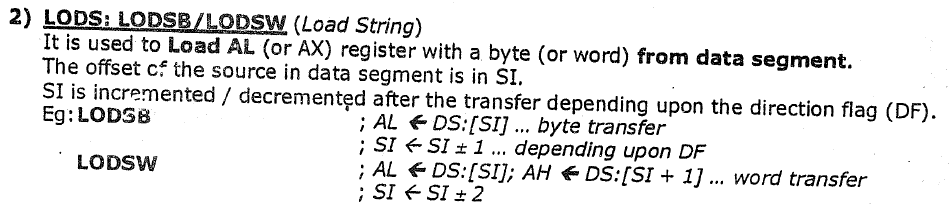 2) LODS: LODSB/LODSW (Load String)
It is used to Load AL (or AX) register with a byte (or word) from data segment.
The offset of the source in data segment is in SI.
SI is incremented / decremented after the transfer depending upon the direction flag (DF).
Eg: LODSB ; AL ← DS:[SI] ... byte transfer
; SI ← SI ± 1 ... depending upon DF
LODSW ; AL ← DS:[SI]; AH ← DS:[SI + 1] ... word transfer
; SI ← SI ± 2